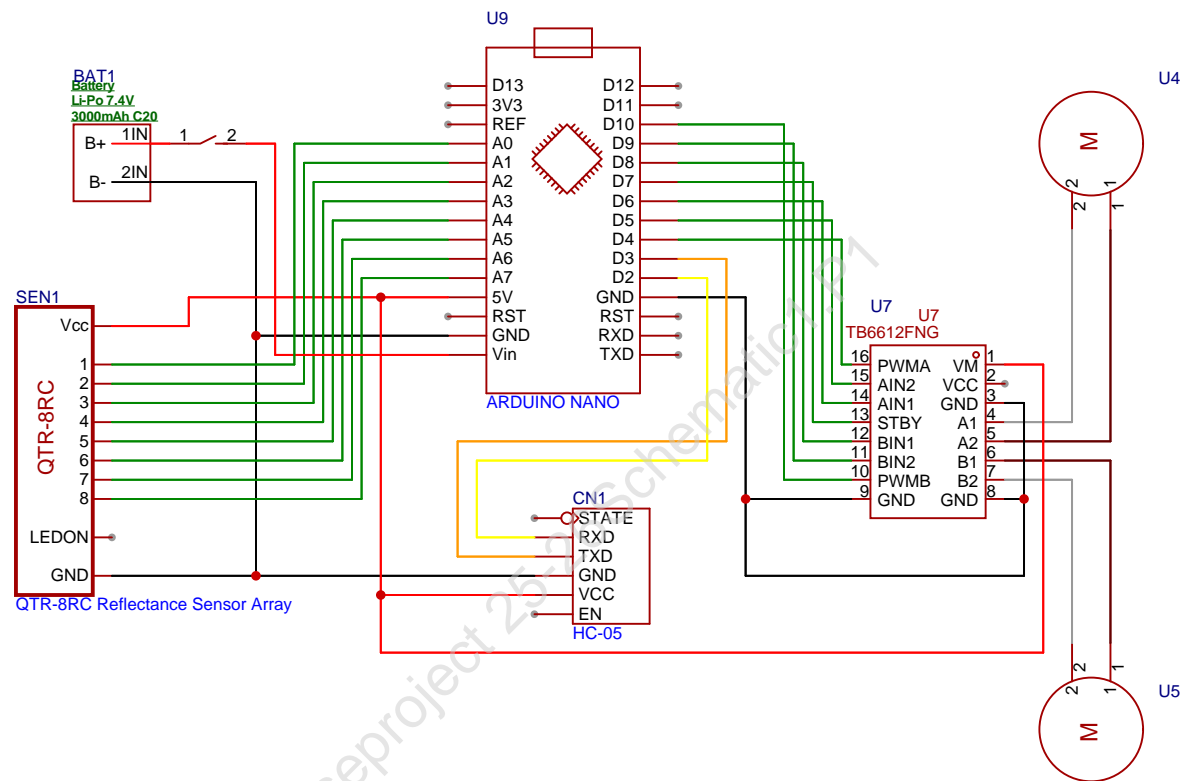 U9
BAT1
Battery
Li-Po 7.4V
3000mAh C20
B+
1IN
1
2
B-
2IN
D13
3V3
REF
A0
A1
A2
A3
A4
A5
A6
A7
5V
RST
GND
Vin
D12
D11
D10
D9
D8
D7
D6
D5
D4
D3
D2
GND
RST
RXD
TXD
ARDUINO NANO
U4
M
2
1
2
1
SEN1
QTR-8RC
Vcc
1
2
3
4
5
6
7
8
LEDON
GND
QTR-8RC Reflectance Sensor Array
U7
U7
TB6612FNG
16 PWMA VM 1
15 AIN2 VCC 2
14 AIN1 GND 3
13 STBY A1 4
12 BIN1 A2 5
11 BIN2 B1 6
10 PWMB B2 7
9 GND GND 8
CN1
STATE
RXD
TXD
GND
VCC
EN
HC-05
2
1
2
1
M
U5